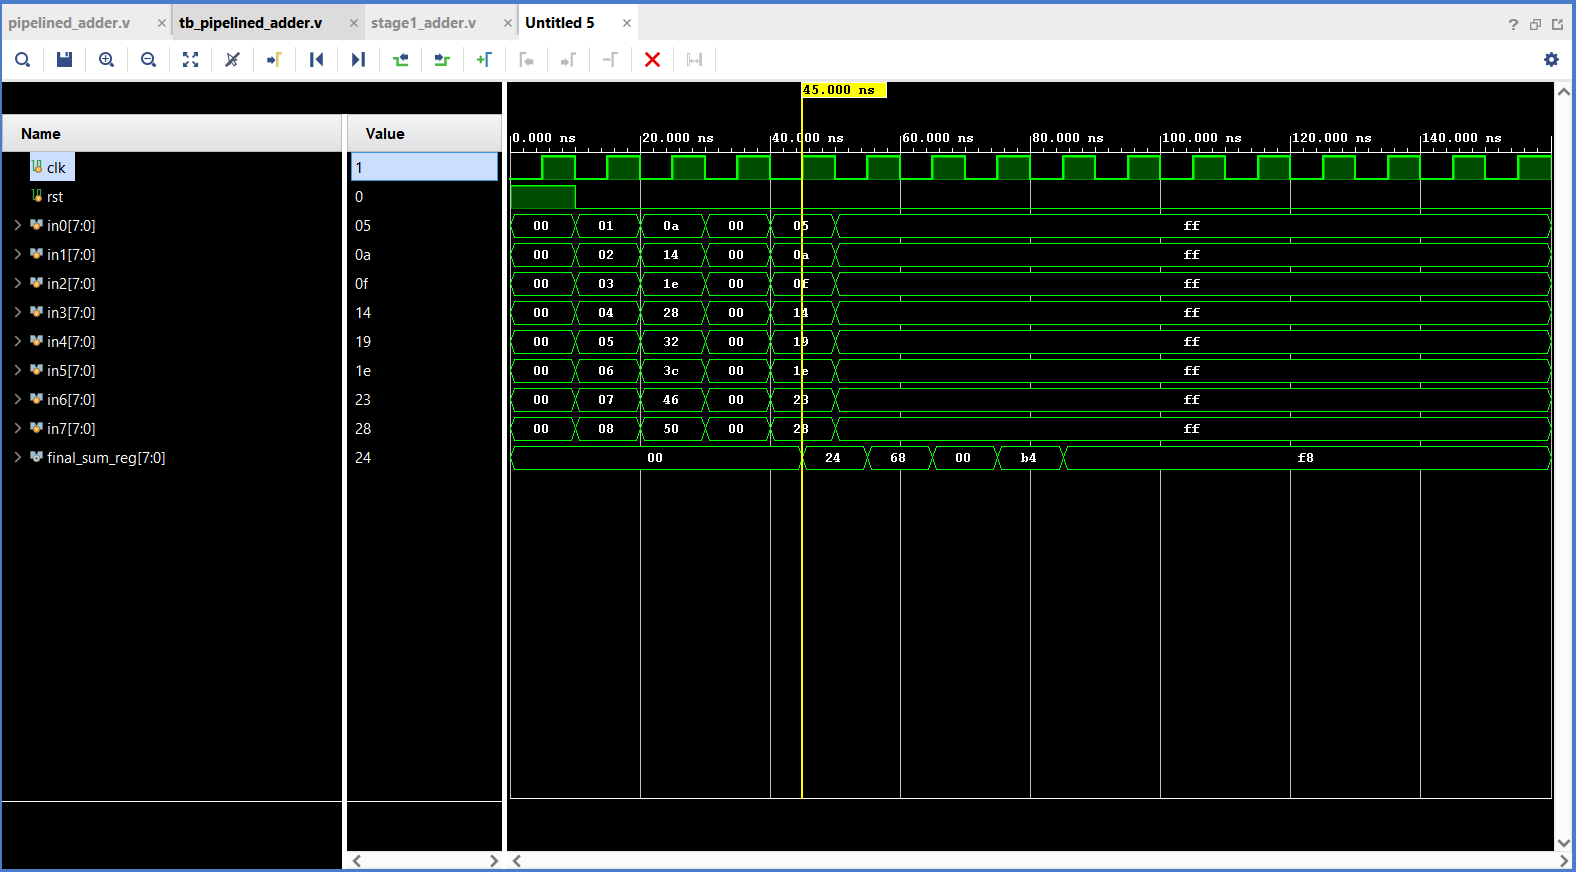 pipelined_adder.v × tb_pipelined_adder.v × stage1_adder.v × Untitled 5 ×
?
45.000 ns
Name Value
0.000 ns 20.000 ns 40.000 ns 60.000 ns 80.000 ns 100.000 ns 120.000 ns 140.000 ns
clk 1
rst 0
in0[7:0] 05 00 01 0a 00 05 ff
in1[7:0] 0a 00 02 14 00 0a ff
in2[7:0] 0f 00 03 1e 00 0f ff
in3[7:0] 14 00 04 28 00 14 ff
in4[7:0] 19 00 05 32 00 19 ff
in5[7:0] 1e 00 06 3c 00 1e ff
in6[7:0] 23 00 07 46 00 23 ff
in7[7:0] 28 00 08 50 00 28 ff
final_sum_reg[7:0] 24 00 24 68 00 b4 f8